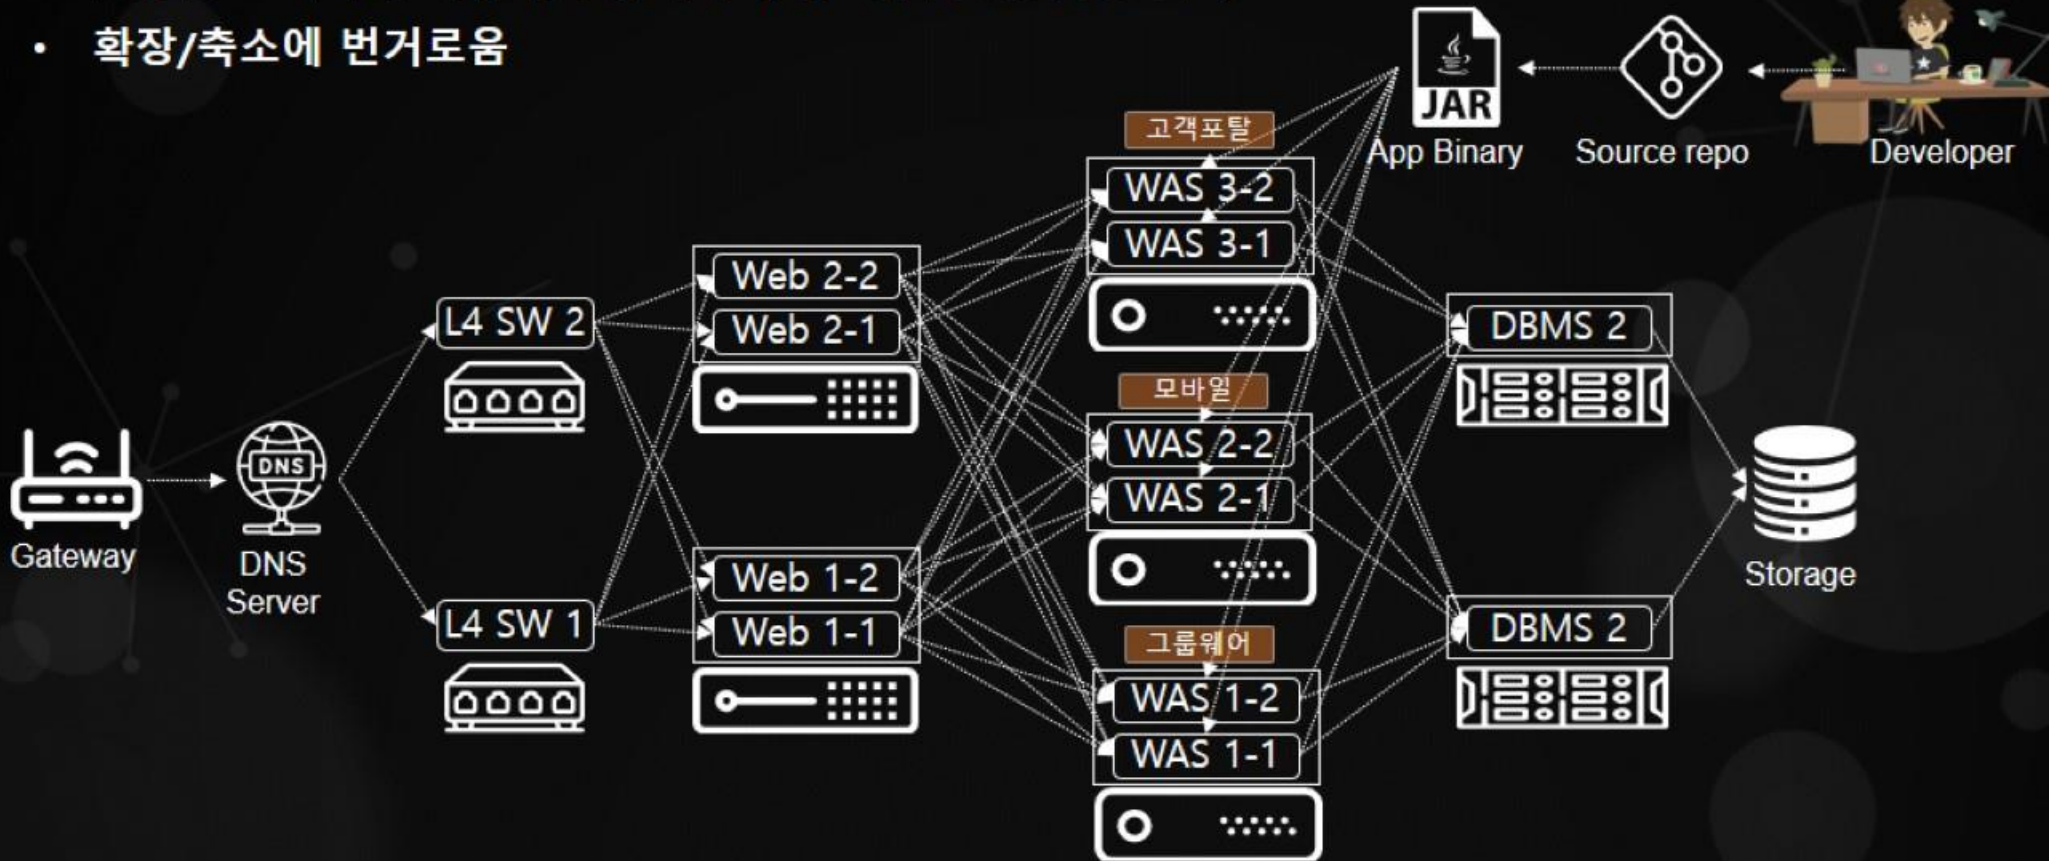 • 확장/축소에 번거로움
JAR
App Binary
Source repo
Developer
고객포탈
WAS 3-2
WAS 3-1
Web 2-2
Web 2-1
L4 SW 2
DBMS 2
모바일
WAS 2-2
WAS 2-1
DNS
Gateway
DNS
Server
Storage
Web 1-2
Web 1-1
L4 SW 1
DBMS 2
그룹웨어
WAS 1-2
WAS 1-1